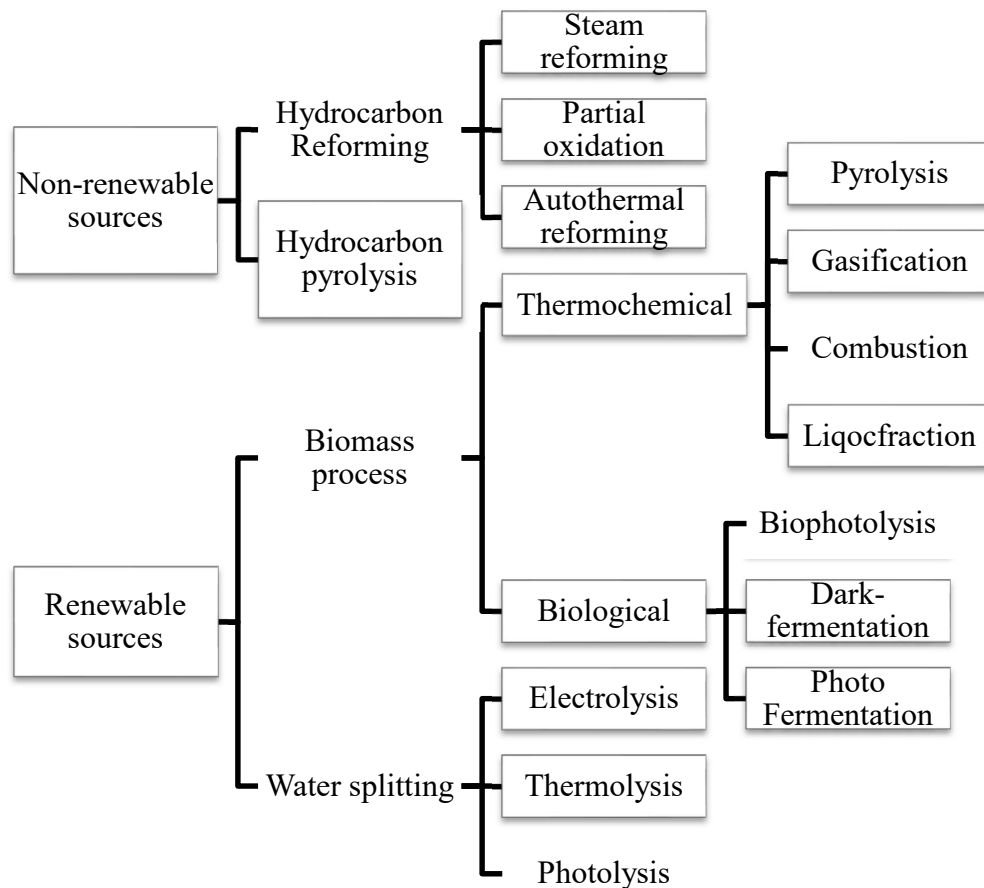 Non-renewable
sources
Hydrocarbon
Reforming
Steam
reforming
Partial
oxidation
Autothermal
reforming
Hydrocarbon
pyrolysis
Renewable
sources
Biomass
process
Thermochemical
Pyrolysis
Gasification
Combustion
Liqocfraction
Biological
Biophotolysis
Dark-
fermentation
Photo
Fermentation
Water splitting
Electrolysis
Thermolysis
Photolysis